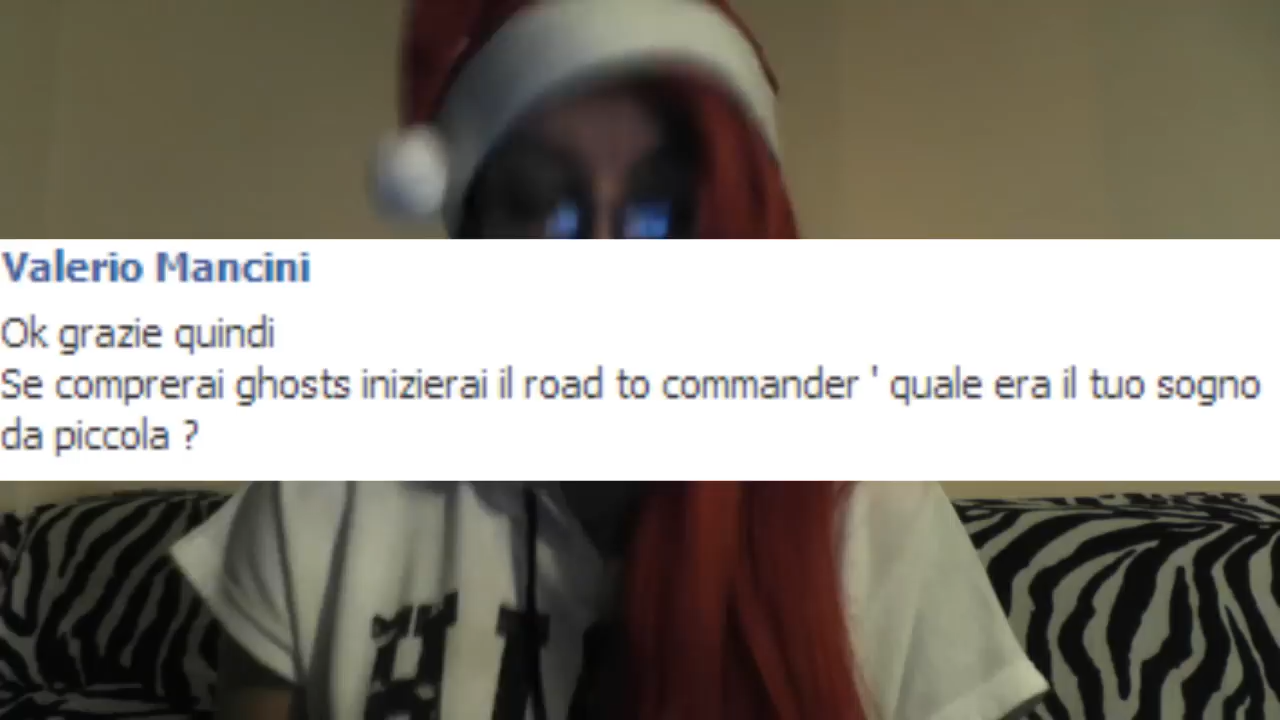 Valerio Mancini
Ok grazie quindi
Se comprerai ghosts inizierai il road to commander ' quale era il tuo sogno
da piccola ?